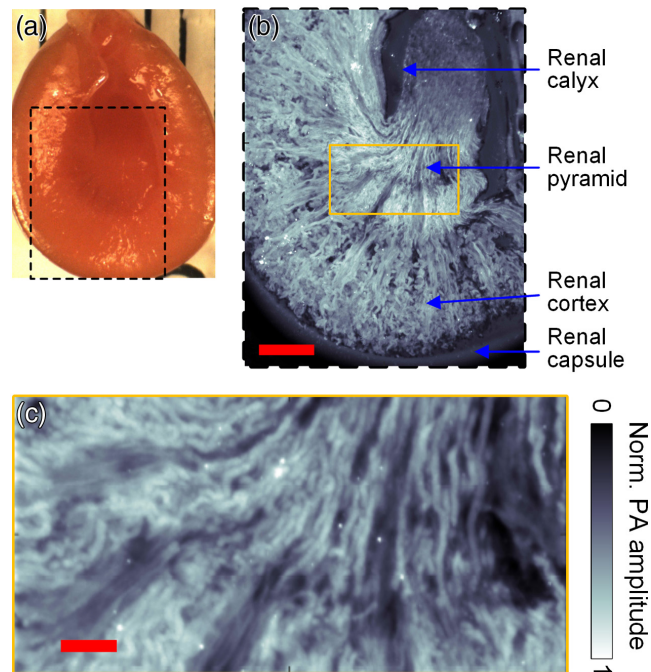 (a)
(b)
Renal
calyx
Renal
pyramid
Renal
cortex
Renal
capsule
(c)
0
Norm. PA amplitude
1